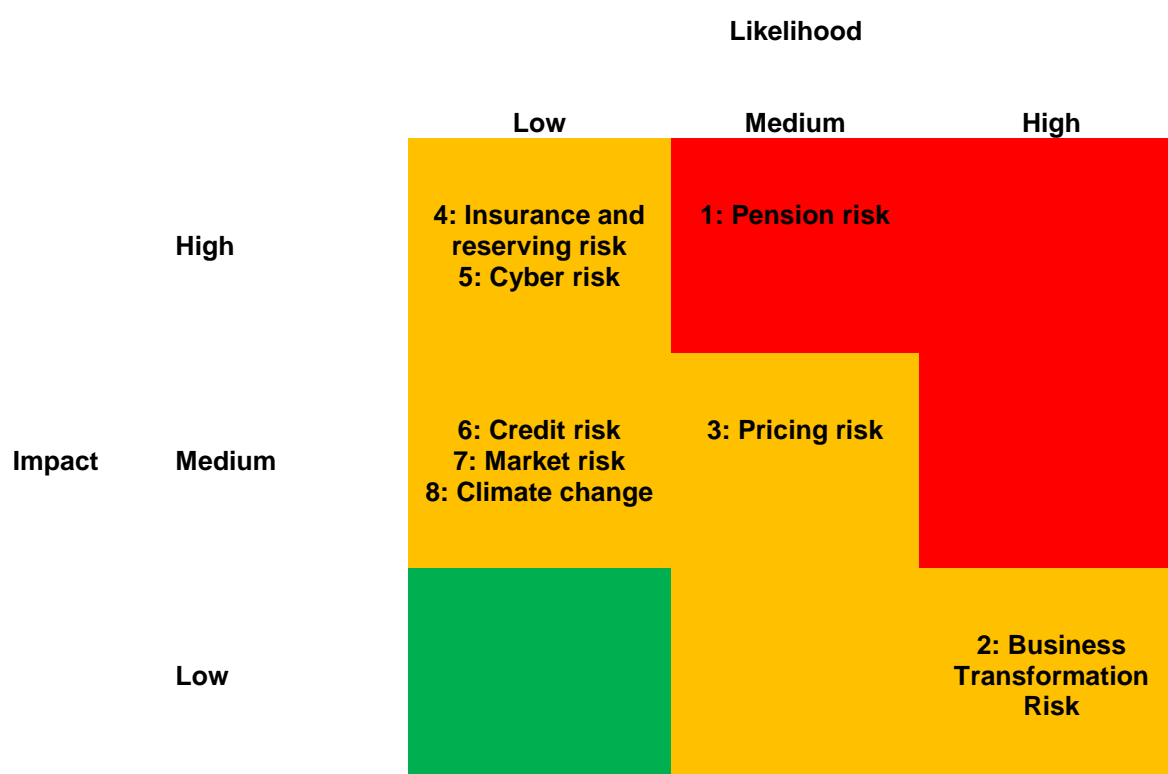 Likelihood
Low
Medium
High
High
4: Insurance and
reserving risk
5: Cyber risk
1: Pension risk
Impact
Medium
6: Credit risk
7: Market risk
8: Climate change
3: Pricing risk
Low
2: Business
Transformation
Risk